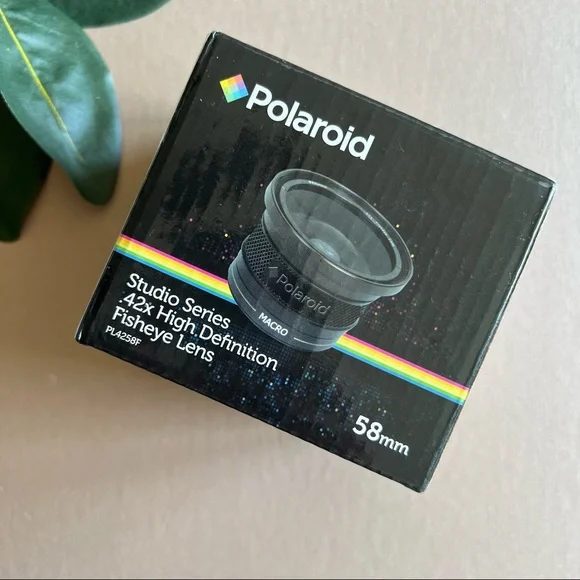 Polaroid
Polaroid
MACRO
Studio Series
.42x High Definition
Fisheye Lens
PL4258F
58mm